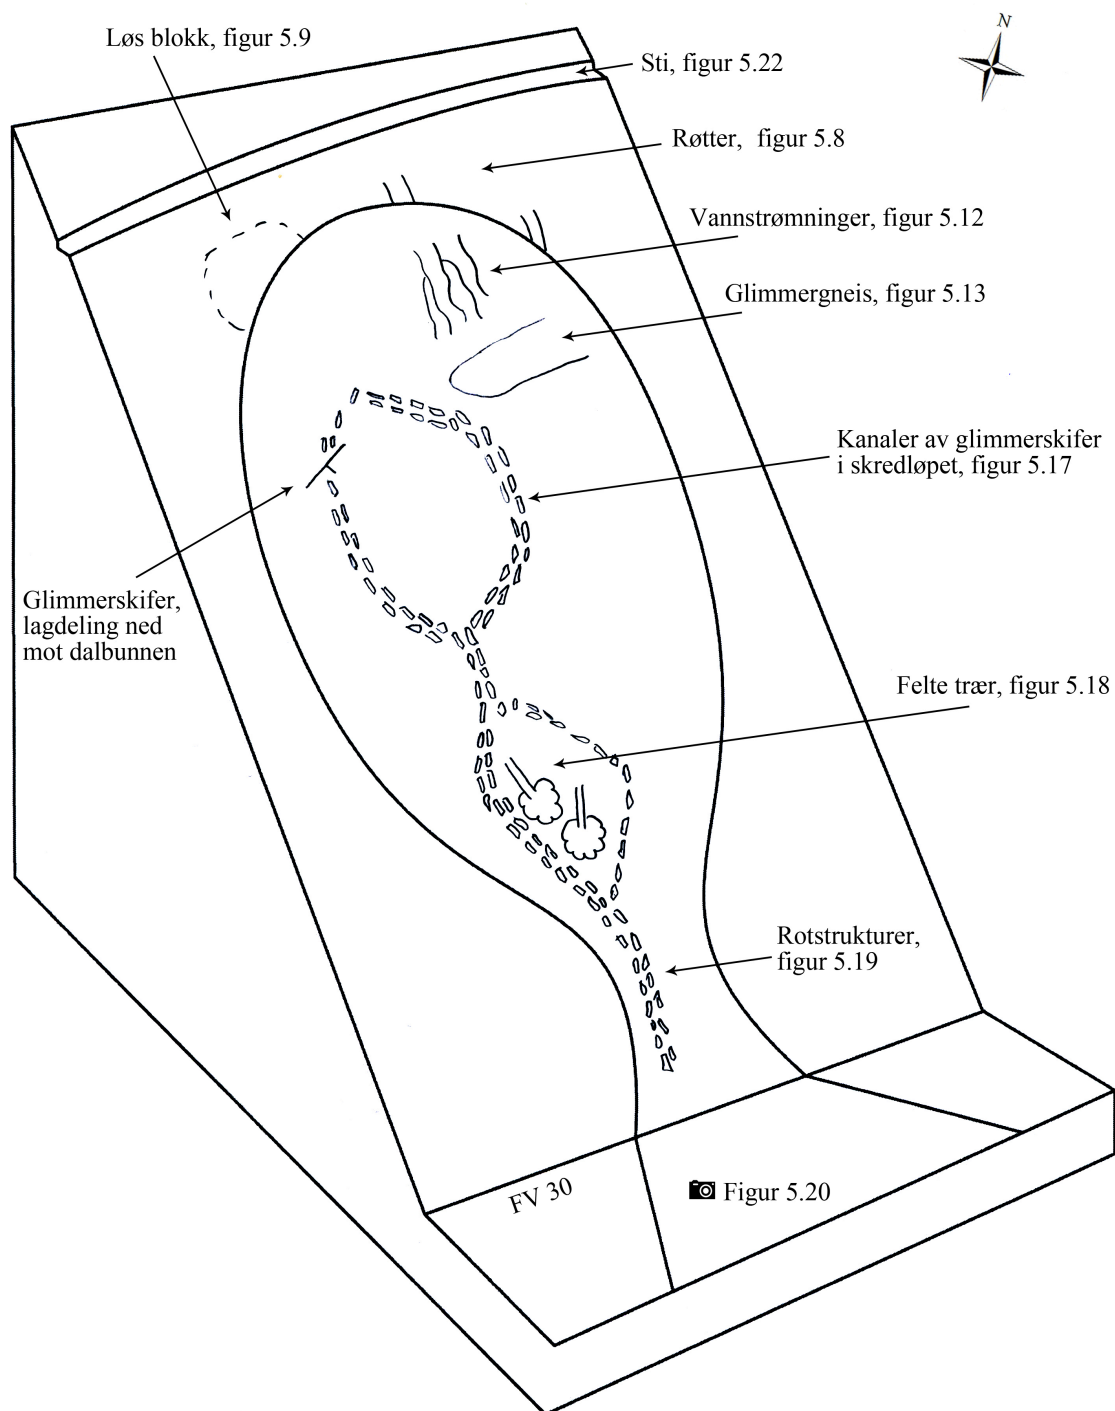 N
Løs blokk, figur 5.9
Sti, figur 5.22
Røtter, figur 5.8
Vannstrømninger, figur 5.12
Glimmergneis, figur 5.13
Kanaler av glimmerskifer
i skredløpet, figur 5.17
Glimmerskifer,
lagdeling ned
mot dalbunnen
Felte trær, figur 5.18
Rotstrukturer,
figur 5.19
FV 30
Figur 5.20